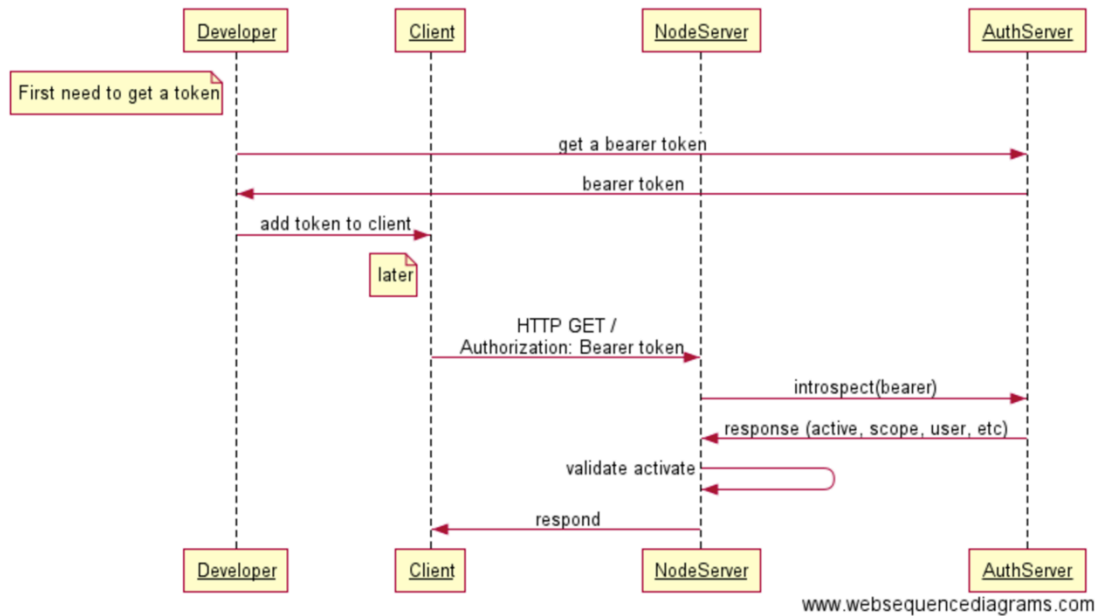 Developer
Client
NodeServer
AuthServer
First need to get a token
get a bearer token
bearer token
add token to client
later
HTTP GET /
Authorization: Bearer token
introspect(bearer)
response (active, scope, user, etc)
validate activate
respond
Developer
Client
NodeServer
AuthServer
www.websequencediagrams.com